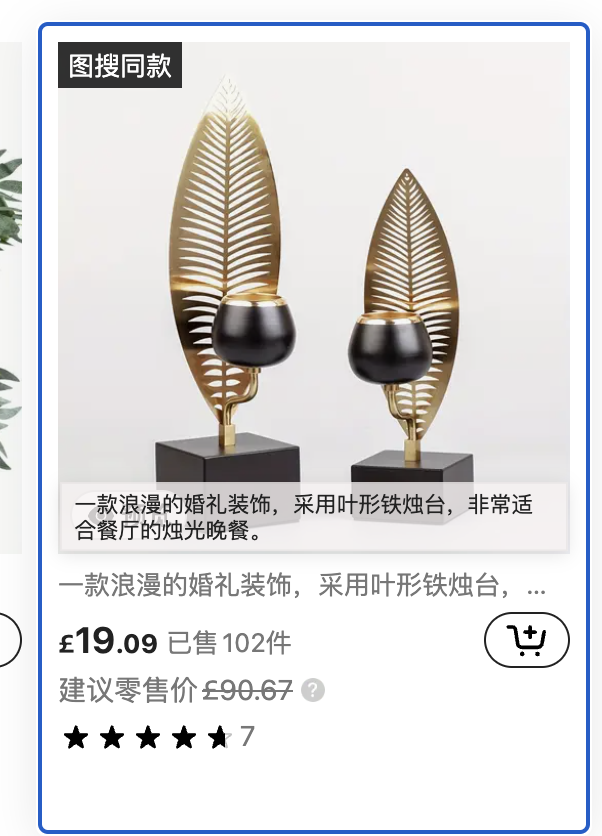 图搜同款
一款浪漫的婚礼装饰，采用叶形铁烛台，非常适
合餐厅的烛光晚餐。
一款浪漫的婚礼装饰，采用叶形铁烛台，...
£19.09 已售102件
建议零售价£90.67 ?
7